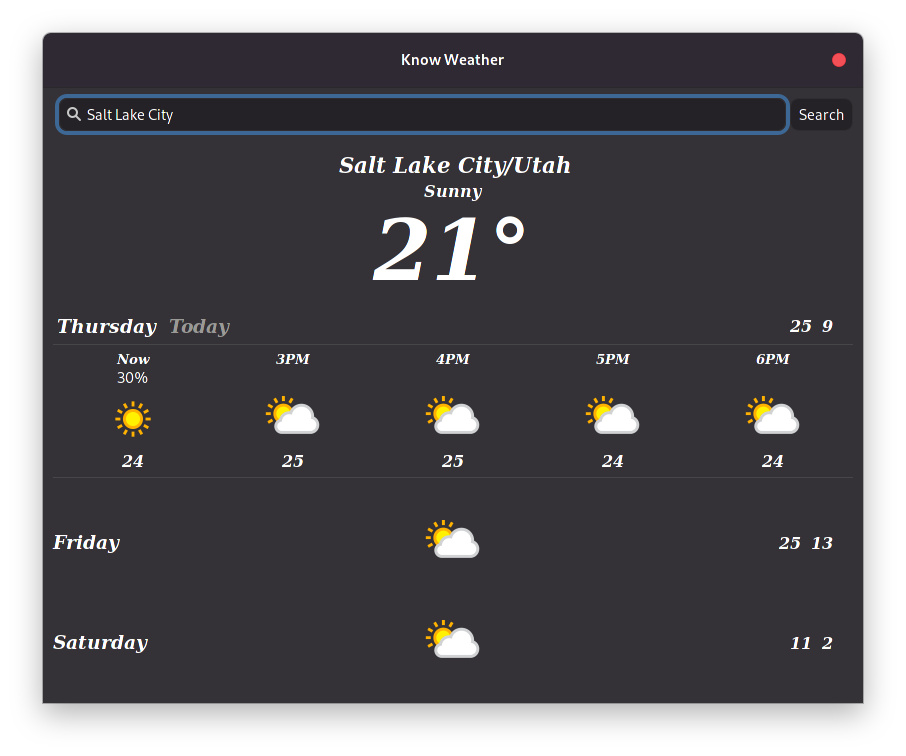 Know Weather
Salt Lake City
Search
Salt Lake City/Utah
Sunny
21°
Thursday Today 25 9
Now 3PM 4PM 5PM 6PM
30%
24 25 25 24 24
Friday 25 13
Saturday 11 2